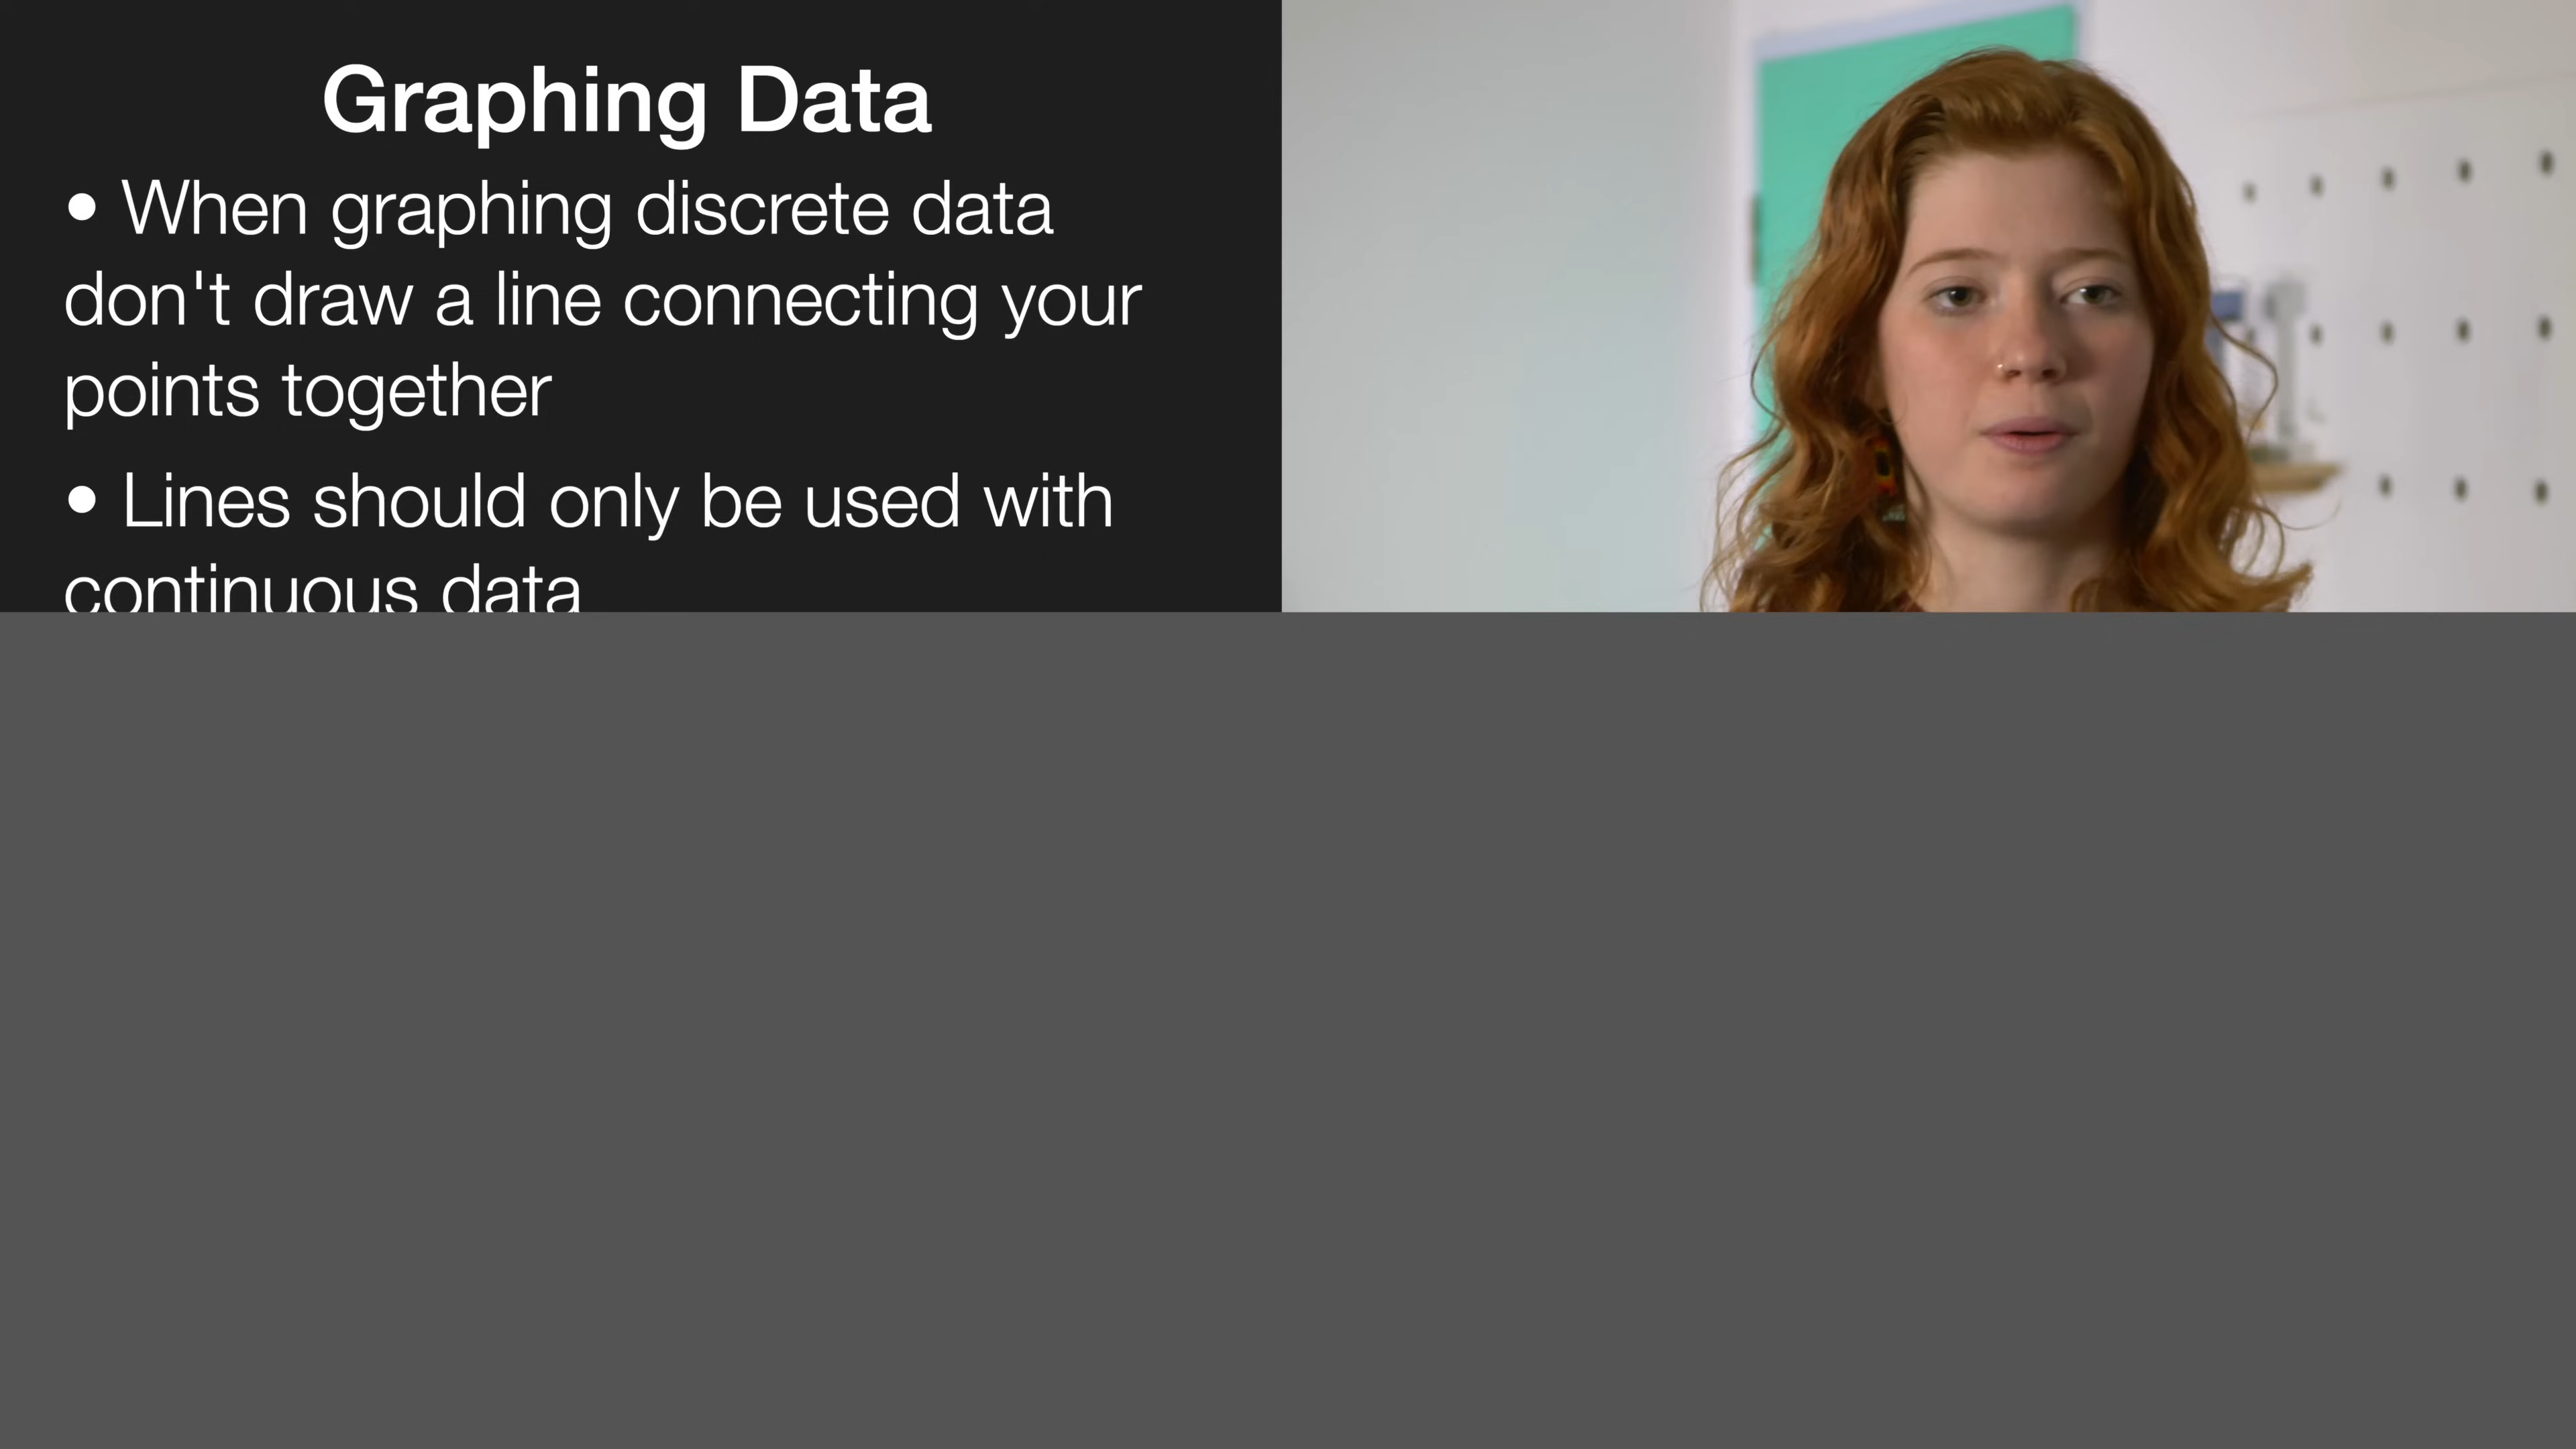 Graphing Data
• When graphing discrete data
don't draw a line connecting your
points together
• Lines should only be used with
continuous data